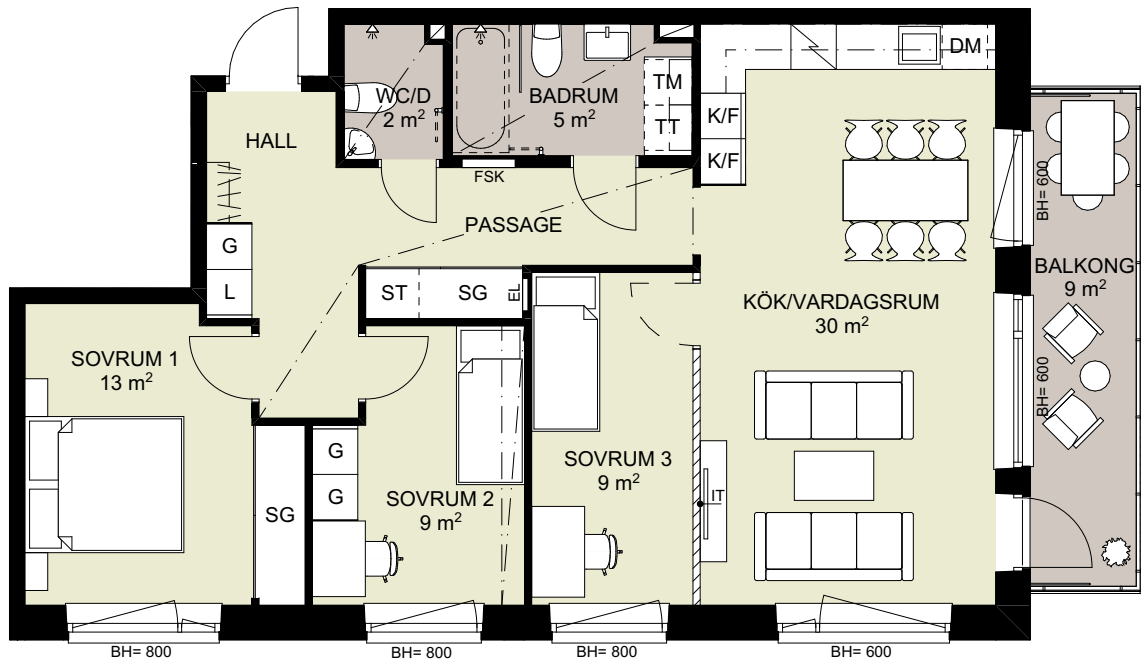 DM
WC/D
2 m²
BADRUM
5 m²
TM
TT
K/F
K/F
HALL
FSK
PASSAGE
BH= 600
G
L
ST
SG
EL
KÖK/VARDAGSRUM
30 m²
BALKONG
9 m²
SOVRUM 1
13 m²
BH= 600
G
G
SG
SOVRUM 2
9 m²
SOVRUM 3
9 m²
IT
BH= 800
BH= 800
BH= 800
BH= 600